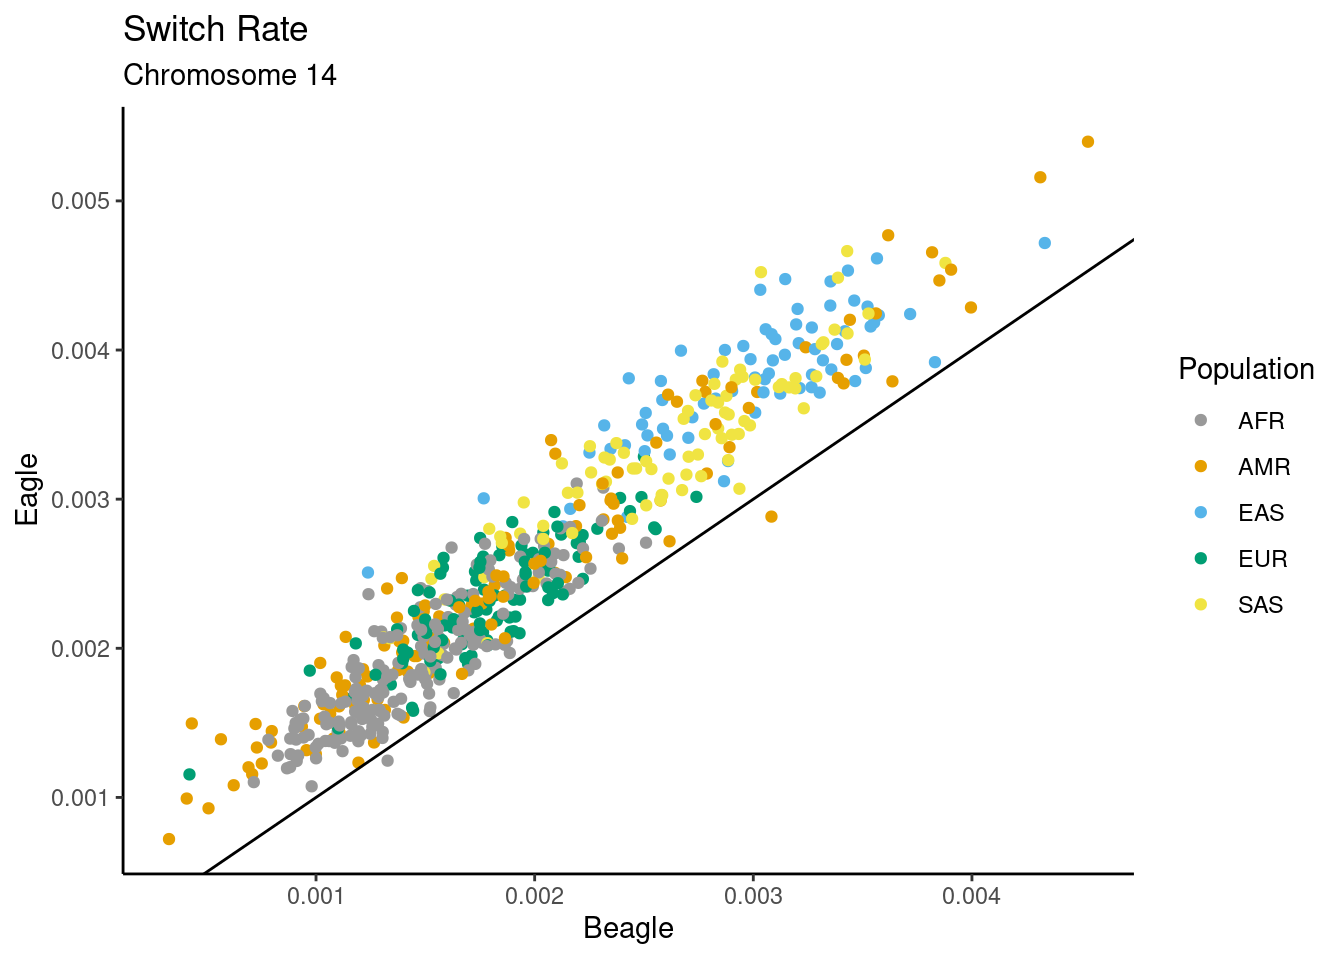 Switch Rate
Chromosome 14
0.005
0.004
0.003
0.002
0.001
Eagle
0.001
0.002
0.003
0.004
Beagle
Population
AFR
AMR
EAS
EUR
SAS